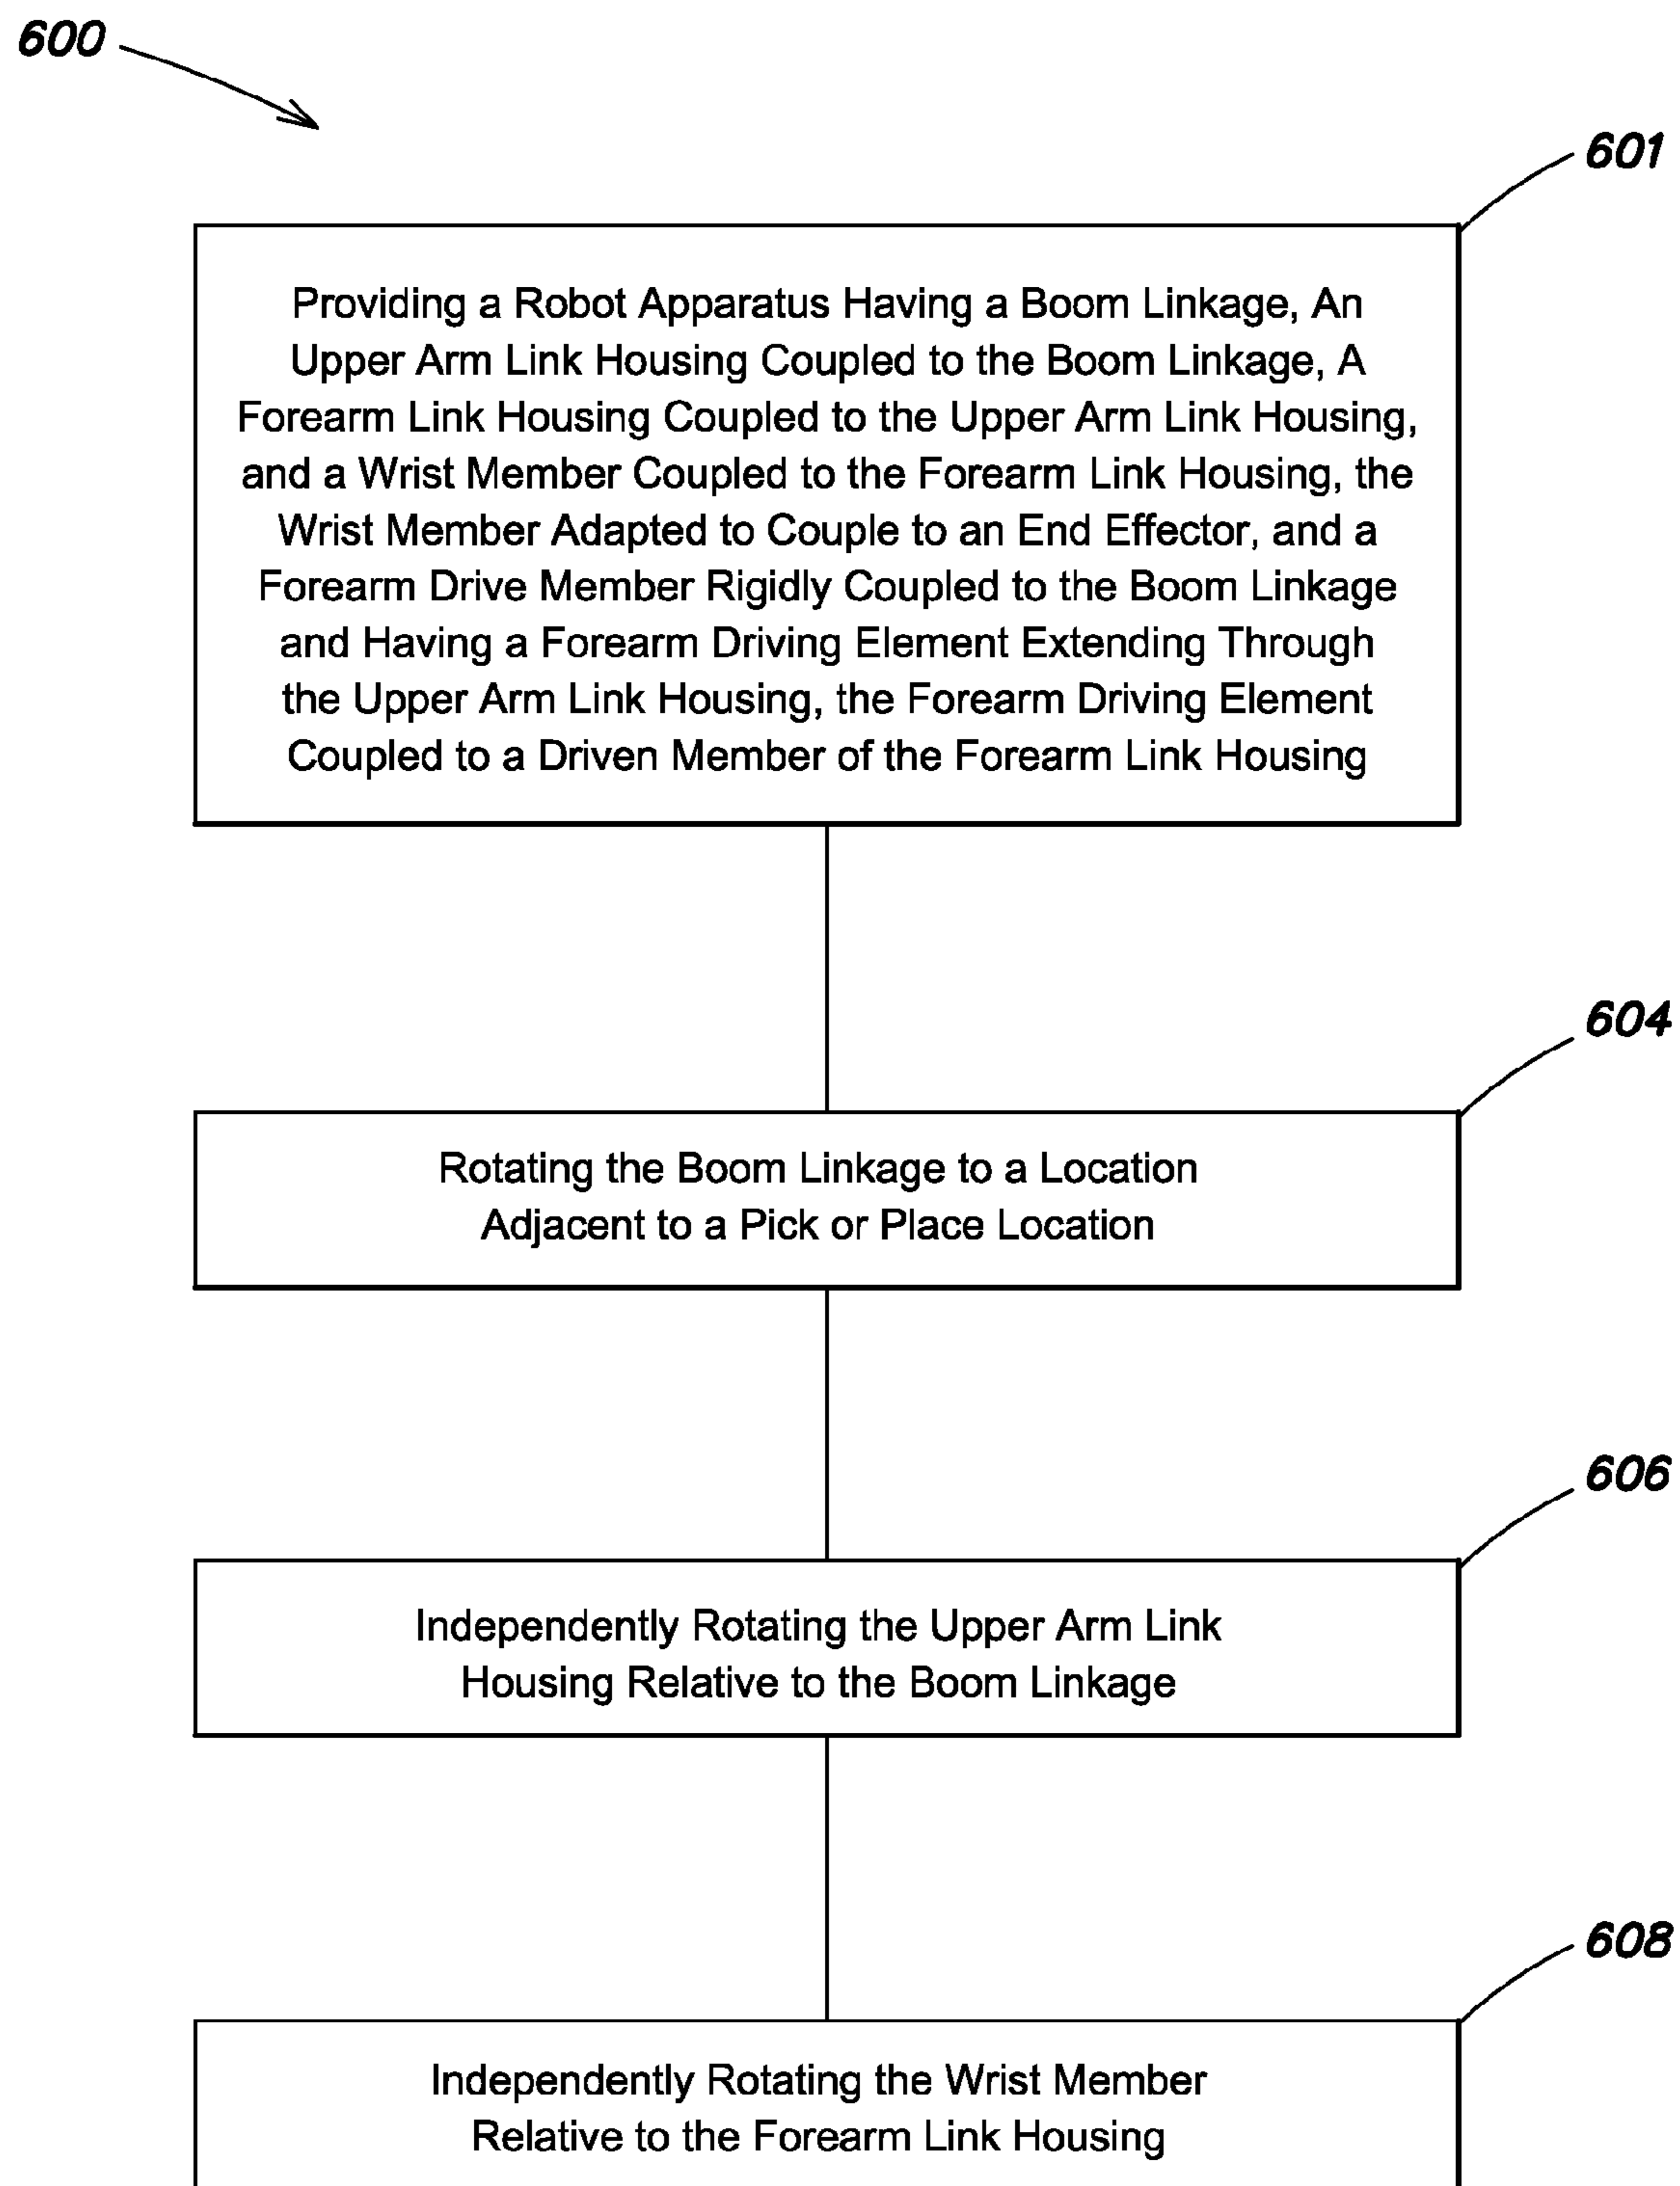 600
601
Providing a Robot Apparatus Having a Boom Linkage, An
Upper Arm Link Housing Coupled to the Boom Linkage, A
Forearm Link Housing Coupled to the Upper Arm Link Housing,
and a Wrist Member Coupled to the Forearm Link Housing, the
Wrist Member Adapted to Couple to an End Effector, and a
Forearm Drive Member Rigidly Coupled to the Boom Linkage
and Having a Forearm Driving Element Extending Through
the Upper Arm Link Housing, the Forearm Driving Element
Coupled to a Driven Member of the Forearm Link Housing
604
Rotating the Boom Linkage to a Location
Adjacent to a Pick or Place Location
606
Independently Rotating the Upper Arm Link
Housing Relative to the Boom Linkage
608
Independently Rotating the Wrist Member
Relative to the Forearm Link Housing